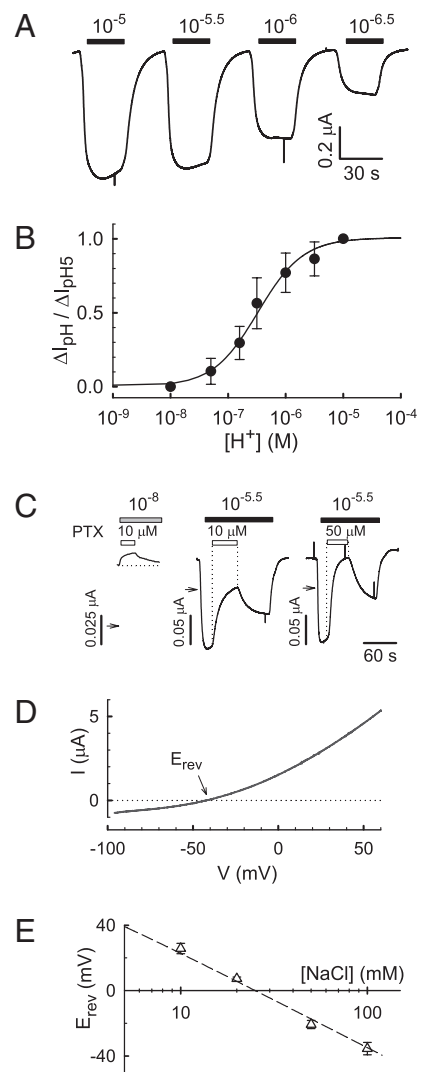 A
10⁻⁵ 10⁻⁵·⁵ 10⁻⁶ 10⁻⁶·⁵
0.2 µA
30 s
B
ΔIpH / ΔIpH5
1.0
0.5
0.0
10⁻⁹ 10⁻⁸ 10⁻⁷ 10⁻⁶ 10⁻⁵ 10⁻⁴
[H⁺] (M)
C
10⁻⁸ 10⁻⁵·⁵ 10⁻⁵·⁵
PTX 10 µM 10 µM 50 µM
0.025 µA
0.05 µA
0.05 µA
60 s
D
I (µA)
5
0
Erev
-100 -50 0 50
V (mV)
E
Erev (mV)
40
0
-40
[NaCl] (mM)
10 100